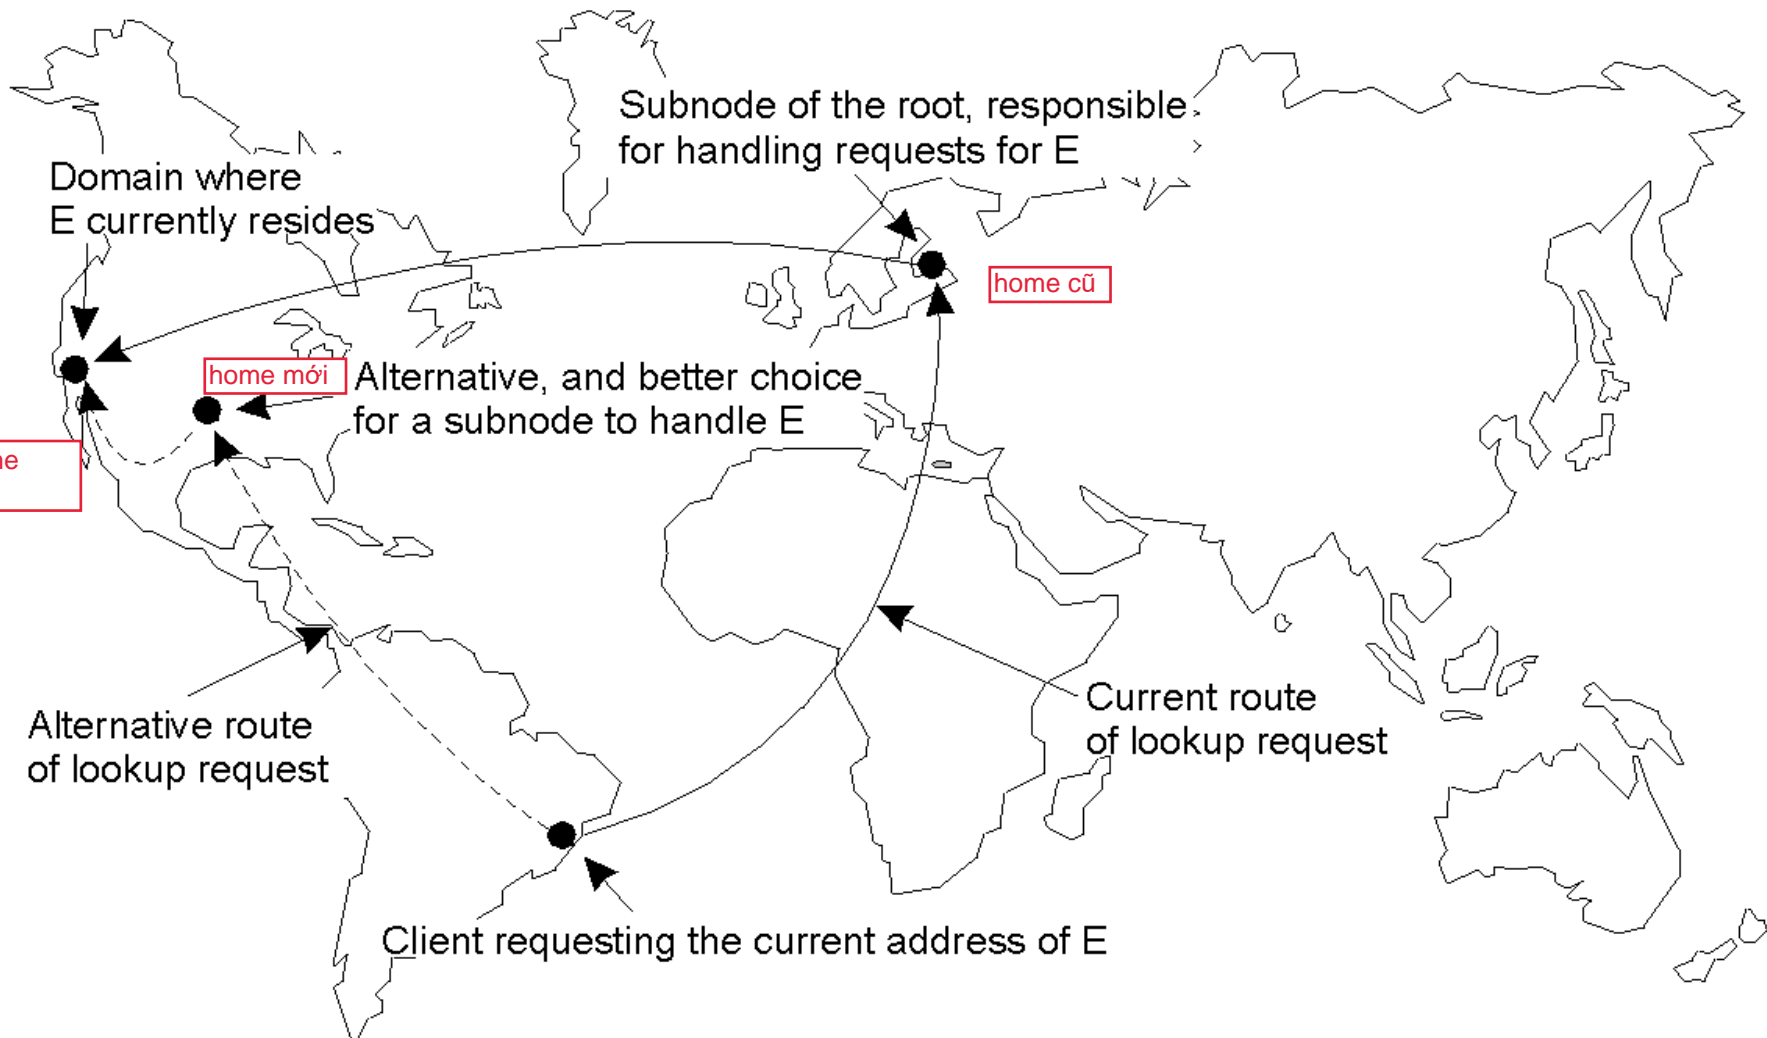 Subnode of the root, responsible
for handling requests for E
Domain where
E currently resides
home cũ
home mới
Alternative, and better choice
for a subnode to handle E
Alternative route
of lookup request
Current route
of lookup request
Client requesting the current address of E